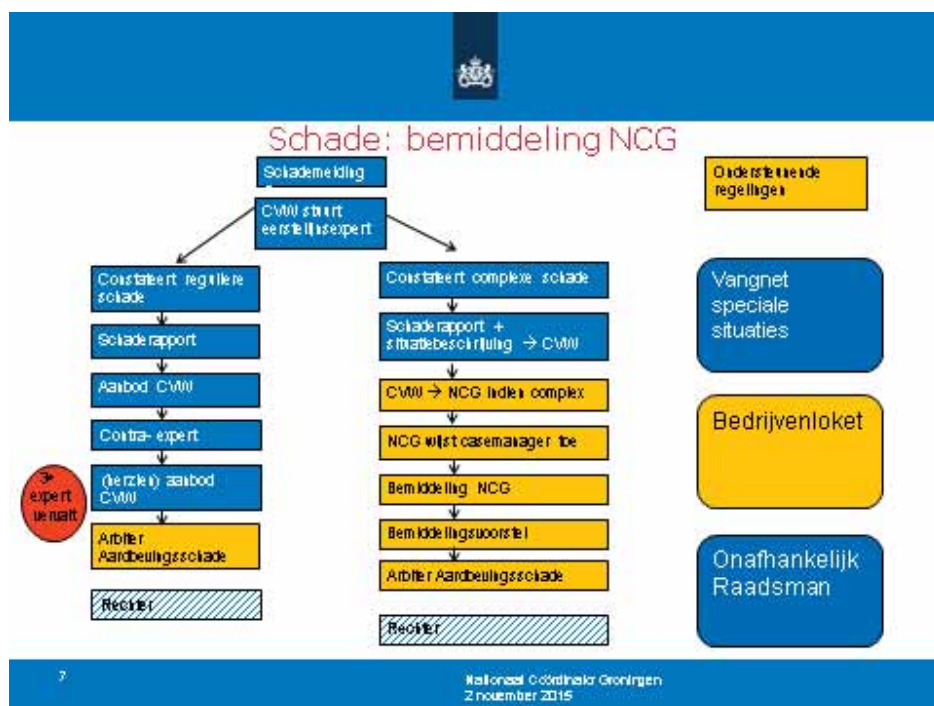 Schade: bemiddeling NCG
Schademelding
CVW stuurt
eerstelijnsexpert
Constateert reguliere
schade
Schaderapport
Aanbod CVW
Contra- expert
(herzien) aanbod
CVW
3e
expert
vervalt
Arbiter
Aardbevingsschade
Rechter
Constateert complexe schade
Schaderapport +
situatiebeschrijving → CVW
CVW → NCG indien complex
NCG wijst casemanager toe
Bemiddeling NCG
Bemiddelingsvoorstel
Arbiter Aardbevingsschade
Rechter
Ondersteunende
regelingen
Vangnet
speciale
situaties
Bedrijvenloket
Onafhankelijk
Raadsman
7
Nationaal Coördinator Groningen
2 november 2015